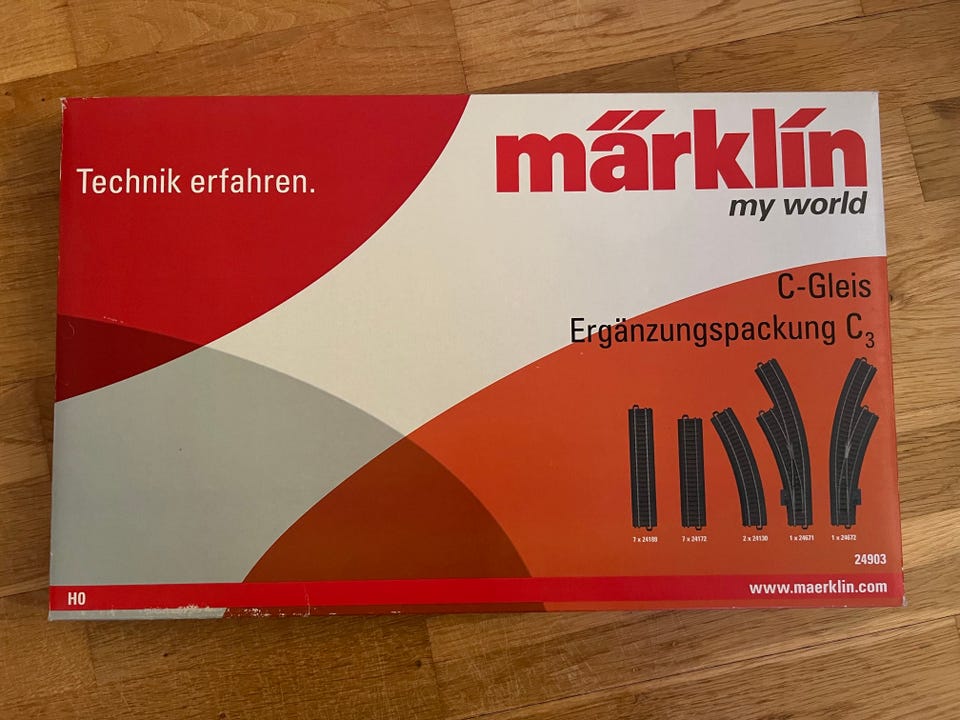 Technik erfahren.
märklín
my world
C-Gleis
Ergänzungspackung C3
7 x 24188
7 x 24172
2 x 24130
1 x 24671
1 x 24672
24903
H0
www.maerklin.com